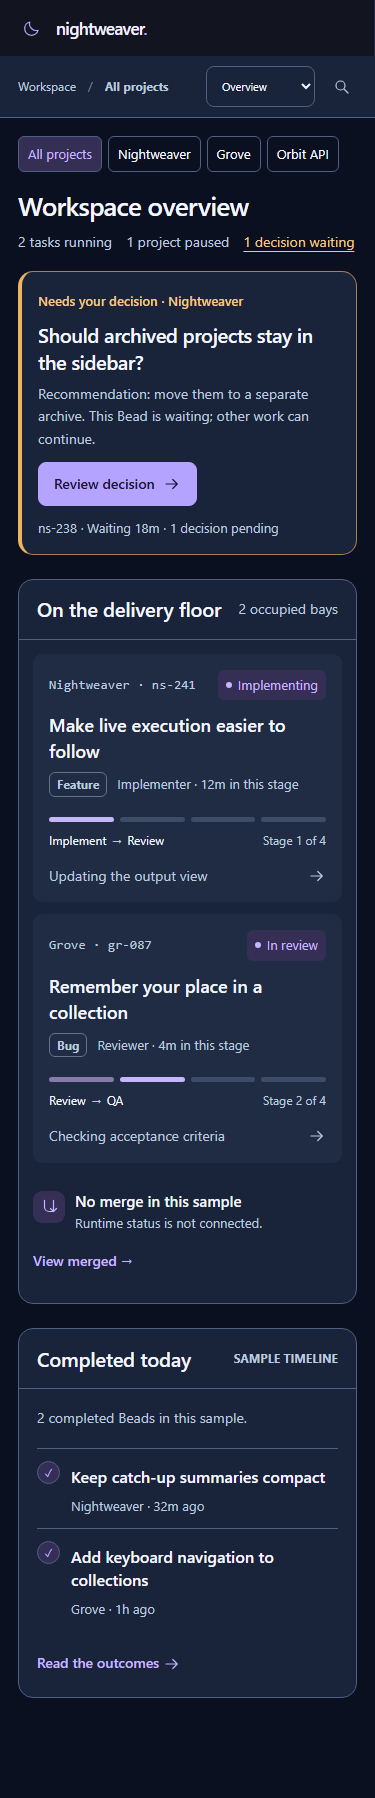 nightweaver.
Workspace / All projects Overview
All projects Nightweaver Grove Orbit API
Workspace overview
2 tasks running 1 project paused 1 decision waiting
Needs your decision · Nightweaver
Should archived projects stay in
the sidebar?
Recommendation: move them to a separate
archive. This Bead is waiting; other work can
continue.
Review decision →
ns-238 · Waiting 18m · 1 decision pending
On the delivery floor 2 occupied bays
Nightweaver · ns-241 Implementing
Make live execution easier to
follow
Feature Implementer · 12m in this stage
Implement → Review Stage 1 of 4
Updating the output view →
Grove · gr-087 In review
Remember your place in a
collection
Bug Reviewer · 4m in this stage
Review → QA Stage 2 of 4
Checking acceptance criteria →
No merge in this sample
Runtime status is not connected.
View merged →
Completed today SAMPLE TIMELINE
2 completed Beads in this sample.
✓ Keep catch-up summaries compact
Nightweaver · 32m ago
✓ Add keyboard navigation to
collections
Grove · 1h ago
Read the outcomes →